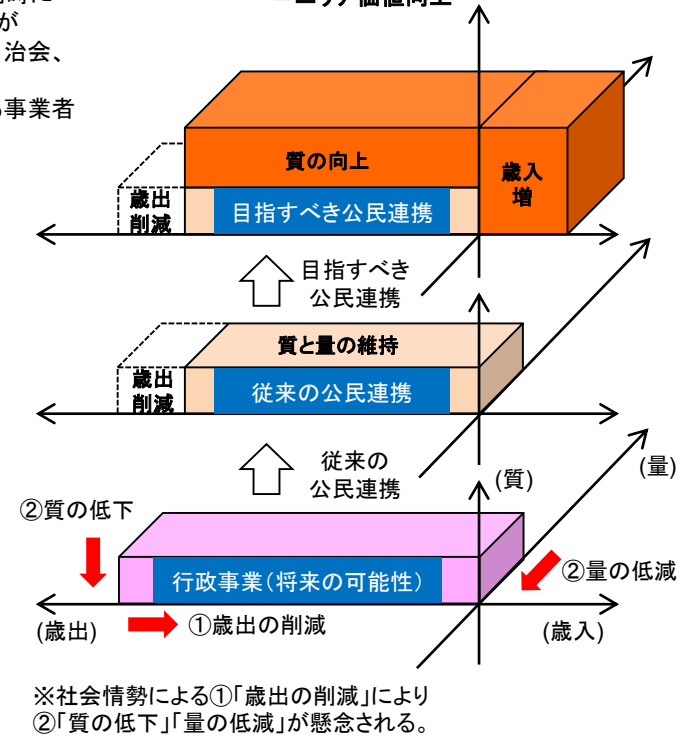 が
治会、
事業者
質の向上
歳入
増
歳出
削減
目指すべき公民連携
目指すべき
公民連携
質と量の維持
歳出
削減
従来の公民連携
従来の
公民連携
(質)
(量)
②質の低下
行政事業(将来の可能性)
②量の低減
(歳出)
①歳出の削減
(歳入)
※社会情勢による①「歳出の削減」により
②「質の低下」「量の低減」が懸念される。